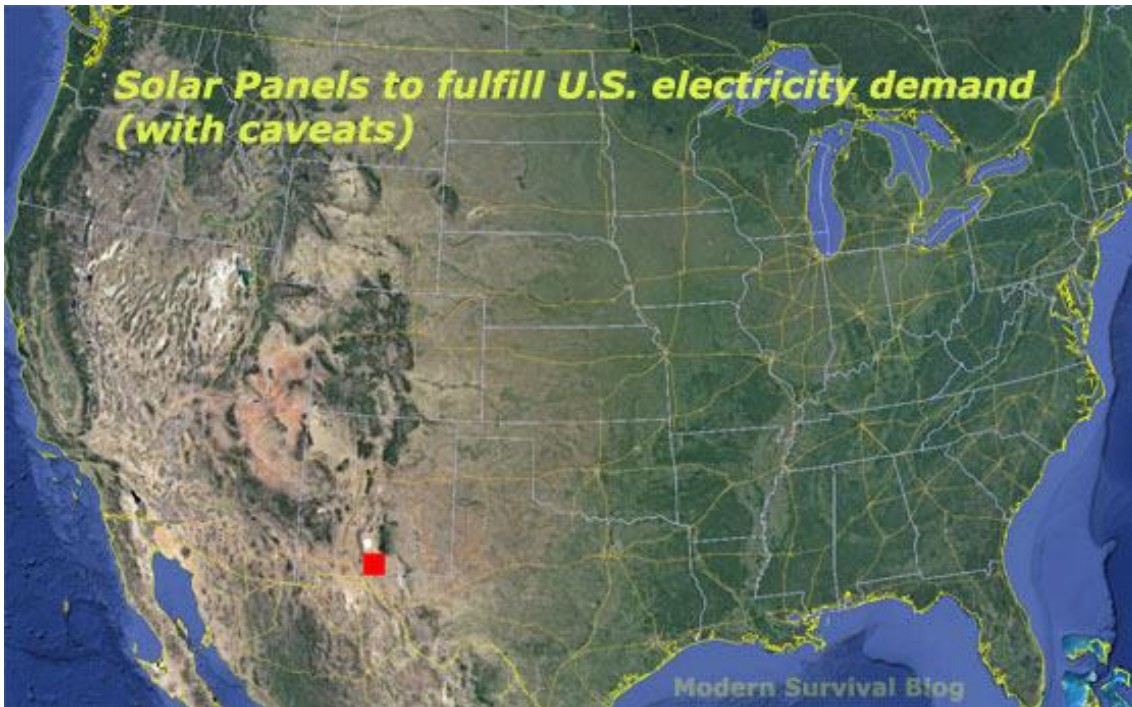 Solar Panels to fulfill U.S. electricity demand
(with caveats)
Modern Survival Blog